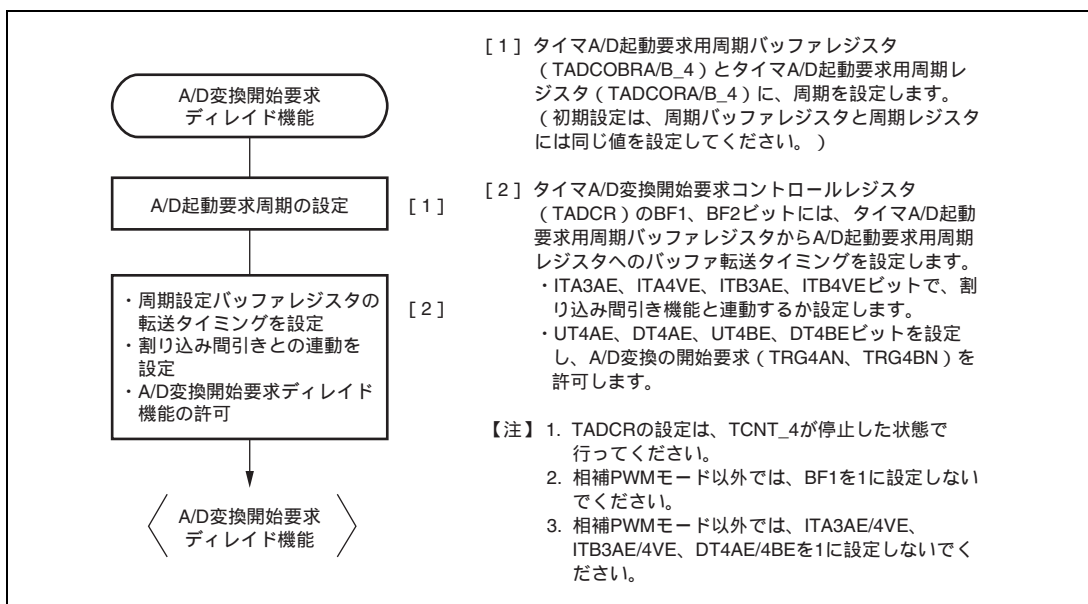 A/D変換開始要求
ディレイド機能
A/D起動要求周期の設定
[1]
・周期設定バッファレジスタの
転送タイミングを設定
・割り込み間引きとの連動を
設定
・A/D変換開始要求ディレイド
機能の許可
[2]
A/D変換開始要求
ディレイド機能
[1] タイマA/D起動要求用周期バッファレジスタ
（TADCOBRA/B_4）とタイマA/D起動要求用周期レ
ジスタ（TADCORA/B_4）に、周期を設定します。
（初期設定は、周期バッファレジスタと周期レジスタ
には同じ値を設定してください。）
[2] タイマA/D変換開始要求コントロールレジスタ
（TADCR）のBF1、BF2ビットには、タイマA/D起動
要求用周期バッファレジスタからA/D起動要求用周期
レジスタへのバッファ転送タイミングを設定します。
・ITA3AE、ITA4VE、ITB3AE、ITB4VEビットで、割
り込み間引き機能と連動するか設定します。
・UT4AE、DT4AE、UT4BE、DT4BEビットを設定
し、A/D変換の開始要求（TRG4AN、TRG4BN）を
許可します。
【注】1. TADCRの設定は、TCNT_4が停止した状態で
行ってください。
2. 相補PWMモード以外では、BF1を1に設定しない
でください。
3. 相補PWMモード以外では、ITA3AE/4VE、
ITB3AE/4VE、DT4AE/4BEを1に設定しないでく
ださい。